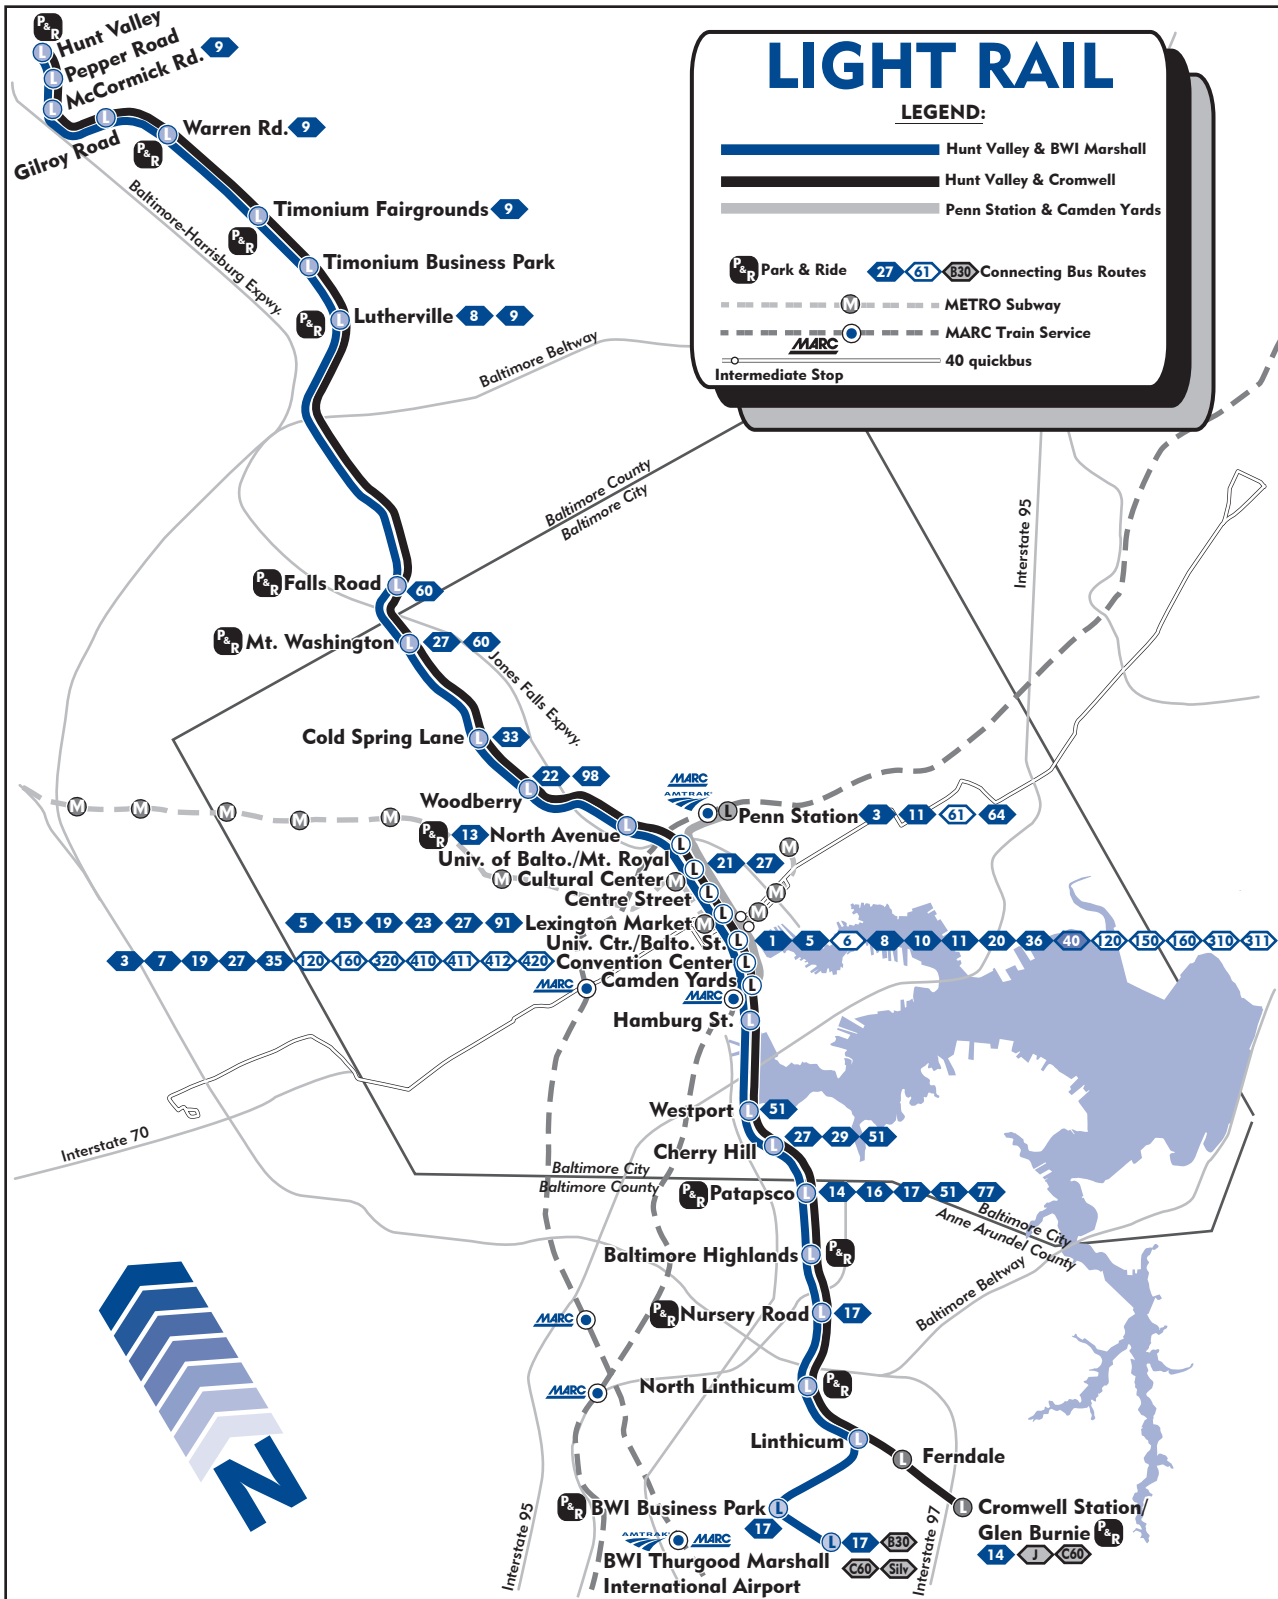 LIGHT RAIL
LEGEND:
Hunt Valley & BWI Marshall
Hunt Valley & Cromwell
Penn Station & Camden Yards
P&R Park & Ride 27 61 B30 Connecting Bus Routes
M METRO Subway
MARC MARC Train Service
40 quickbus
Intermediate Stop
P&R
L Hunt Valley
L Pepper Road
L McCormick Rd. 9
L Gilroy Road
L Warren Rd. 9
P&R
Baltimore-Harrisburg Expwy.
L Timonium Fairgrounds 9
P&R
L Timonium Business Park
P&R L Lutherville 8 9
Baltimore Beltway
Baltimore County
Baltimore City
Interstate 95
P&R Falls Road L 60
P&R Mt. Washington L 27 60
Jones Falls Expwy.
Cold Spring Lane L 33
Woodberry L 22 98
MARC
AMTRAK
L Penn Station 3 11 61 64
M M M M M
P&R 13 North Avenue L
Univ. of Balto./Mt. Royal L 21 27
M Cultural Center M L
M
M
M
Centre Street L
5 15 19 23 27 91 Lexington Market M L
Univ. Ctr./Balto. St. L 1 5 6 8 10 11 20 36 40 120 150 160 310 311
3 7 19 27 35 120 160 320 410 411 412 420 Convention Center L
MARC Camden Yards L
MARC
Hamburg St. L
Westport L 51
Interstate 70
Cherry Hill L 27 29 51
Baltimore City
Baltimore County
P&R Patapsco L 14 16 17 51 77
Baltimore City
Anne Arundel County
Baltimore Highlands L P&R
Baltimore Beltway
MARC
P&R Nursery Road L 17
MARC
North Linthicum L P&R
Linthicum L
L Ferndale
P&R BWI Business Park L
17
L Cromwell Station/
Glen Burnie P&R
14 J C60
AMTRAK MARC
L 17 B30
C60 Silv
BWI Thurgood Marshall
International Airport
Interstate 95
Interstate 97
N